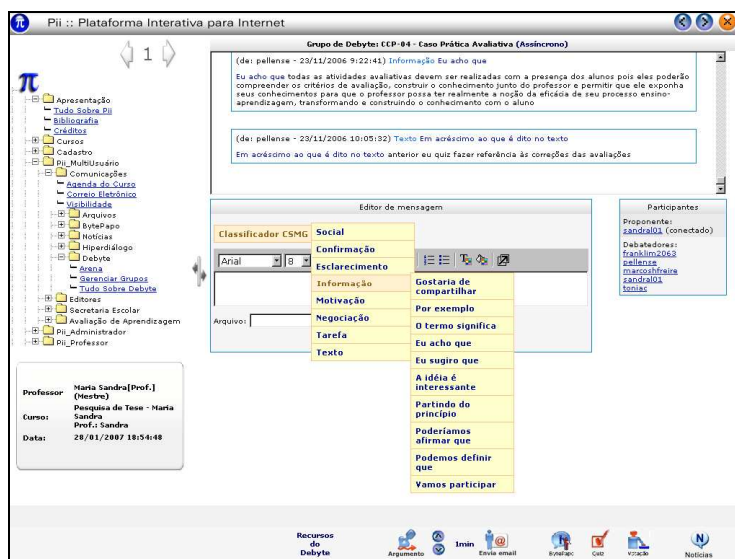 Pii :: Plataforma Interativa para Internet
1
Apresentação
Tudo Sobre Pii
Bibliografia
Créditos
Cursos
Cadastro
Pii_MultiUsuário
Comunicações
Agenda do Curso
Correio Eletrônico
Visibilidade
Arquivos
BytePapo
Notícias
Hiperdiálogo
Debyte
Arena
Gerenciar Grupos
Tudo Sobre Debyte
Editores
Secretaria Escolar
Avaliação de Aprendizagem
Pii_Administrador
Pii_Professor
Professor Maria Sandra[Prof.]
(Mestre)
Curso: Pesquisa de Tese - Maria
Sandra
Prof.: Sandra
Data: 28/01/2007 18:54:48
Grupo de Debyte: CCP-04 - Caso Prática Avaliativa (Assíncrono)
(de: pellense - 23/11/2006 9:22:41) Informação Eu acho que
Eu acho que todas as atividades avaliativas devem ser realizadas com a presença dos alunos pois eles poderão
compreender os critérios de avaliação, construir o conhecimento junto do professor e permitir que ele exponha
seus conhecimentos para que o professor possa ter realmente a noção da eficácia de seu processo ensino-
aprendizagem, transformando e construindo o conhecimento com o aluno
(de: pellense - 23/11/2006 10:05:32) Texto Em acréscimo ao que é dito no texto
Em acréscimo ao que é dito no texto anterior eu quiz fazer referência às correções das avaliações
Editor de mensagem
Classificador CSMG
Arial 8
Arquivo:
Social
Confirmação
Esclarecimento
Informação
Motivação
Negociação
Tarefa
Texto
Gostaria de
compartilhar
Por exemplo
O termo significa
Eu acho que
Eu sugiro que
A idéia é
interessante
Partindo do
princípio
Poderíamos
afirmar que
Podemos definir
que
Vamos participar
Participantes
Proponente:
sandral01 (conectado)
Debatedores:
franklim2063
pellense
marcoshfreire
sandral01
toniac
Recursos
do
Debyte
Argumento
1min
Envia email
BytePapo
Quiz
Votação
Notícias